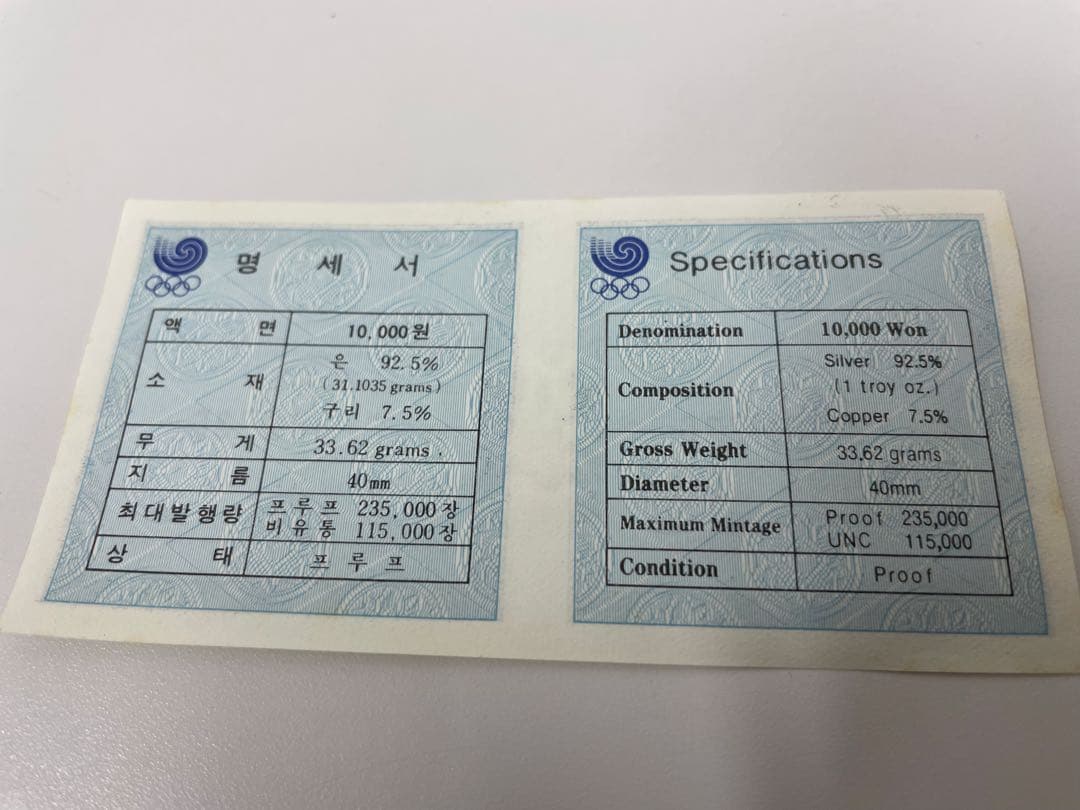 명 세 서
액 면 10,000원
소 재 은 92.5%
(31.1035 grams)
구리 7.5%
무 게 33.62 grams .
지 름 40mm
최대발행량 프루프 235,000장
비유통 115,000장
상 태 프 루 프
Specifications
Denomination 10,000 Won
Composition Silver 92.5%
(1 troy oz.)
Copper 7.5%
Gross Weight 33,62 grams
Diameter 40mm
Maximum Mintage Proof 235,000
UNC 115,000
Condition Proof